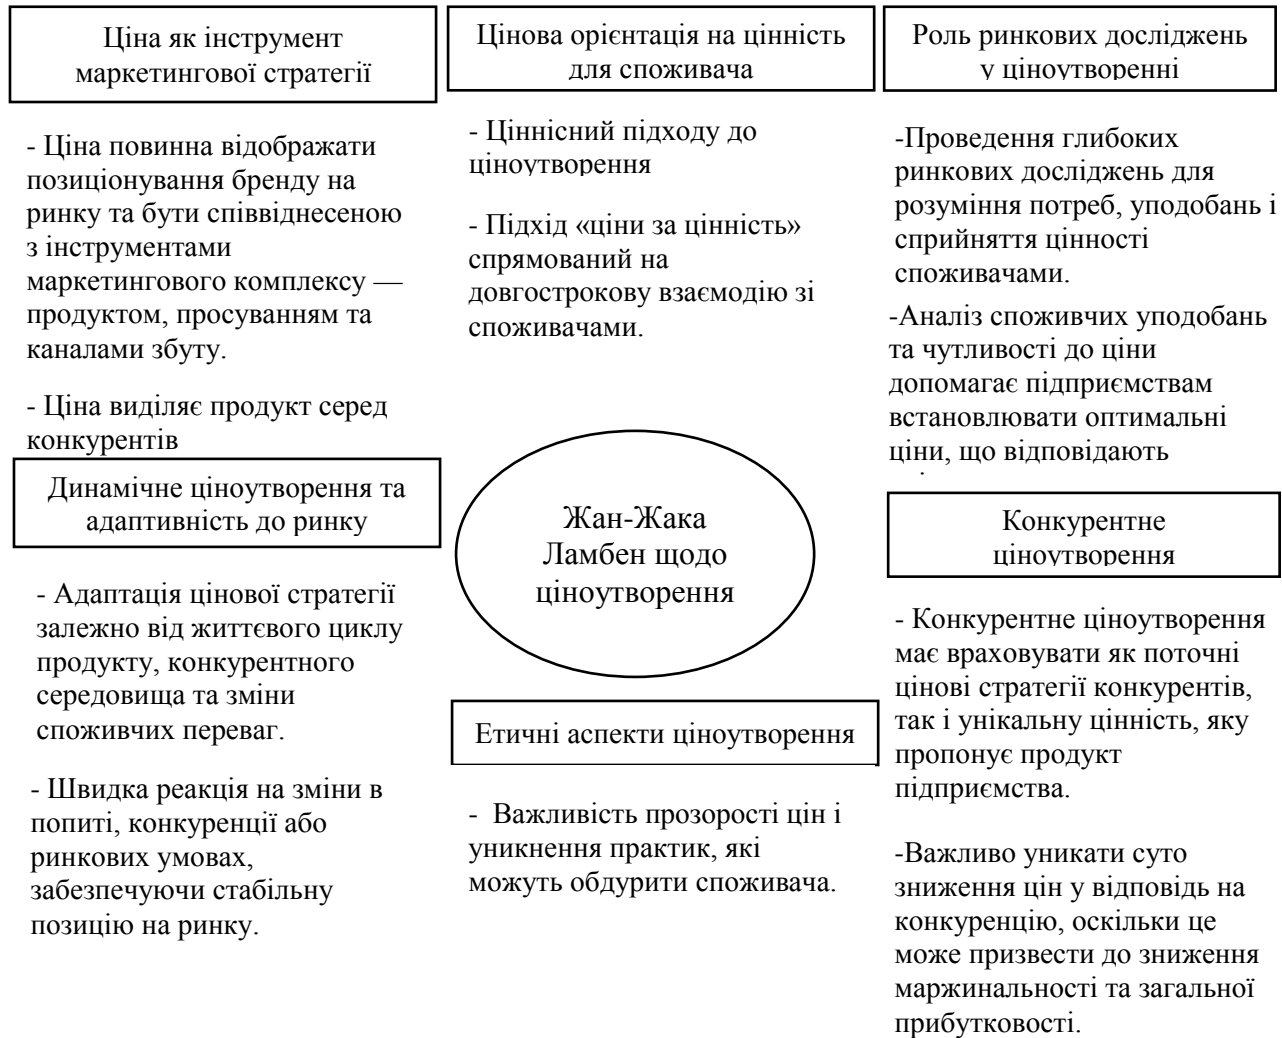 Ціна як інструмент
маркетингової стратегії
- Ціна повинна відображати
позиціонування бренду на
ринку та бути співвіднесеною
з інструментами
маркетингового комплексу —
продуктом, просуванням та
каналами збуту.
- Ціна виділяє продукт серед
конкурентів
Цінова орієнтація на цінність
для споживача
- Ціннісний підходу до
ціноутворення
- Підхід «ціни за цінність»
спрямований на
довгострокову взаємодію зі
споживачами.
Роль ринкових досліджень
у ціноутворенні
-Проведення глибоких
ринкових досліджень для
розуміння потреб, уподобань і
сприйняття цінності
споживачами.
-Аналіз споживчих уподобань
та чутливості до ціни
допомагає підприємствам
встановлювати оптимальні
ціни, що відповідають
Динамічне ціноутворення та
адаптивність до ринку
- Адаптація цінової стратегії
залежно від життєвого циклу
продукту, конкурентного
середовища та зміни
споживчих переваг.
- Швидка реакція на зміни в
попиті, конкуренції або
ринкових умовах,
забезпечуючи стабільну
позицію на ринку.
Жан-Жака
Ламбен щодо
ціноутворення
Етичні аспекти ціноутворення
- Важливість прозорості цін і
уникнення практик, які
можуть обдурити споживача.
Конкурентне
ціноутворення
- Конкурентне ціноутворення
має враховувати як поточні
цінові стратегії конкурентів,
так і унікальну цінність, яку
пропонує продукт
підприємства.
-Важливо уникати суто
зниження цін у відповідь на
конкуренцію, оскільки це
може призвести до зниження
маржинальності та загальної
прибутковості.